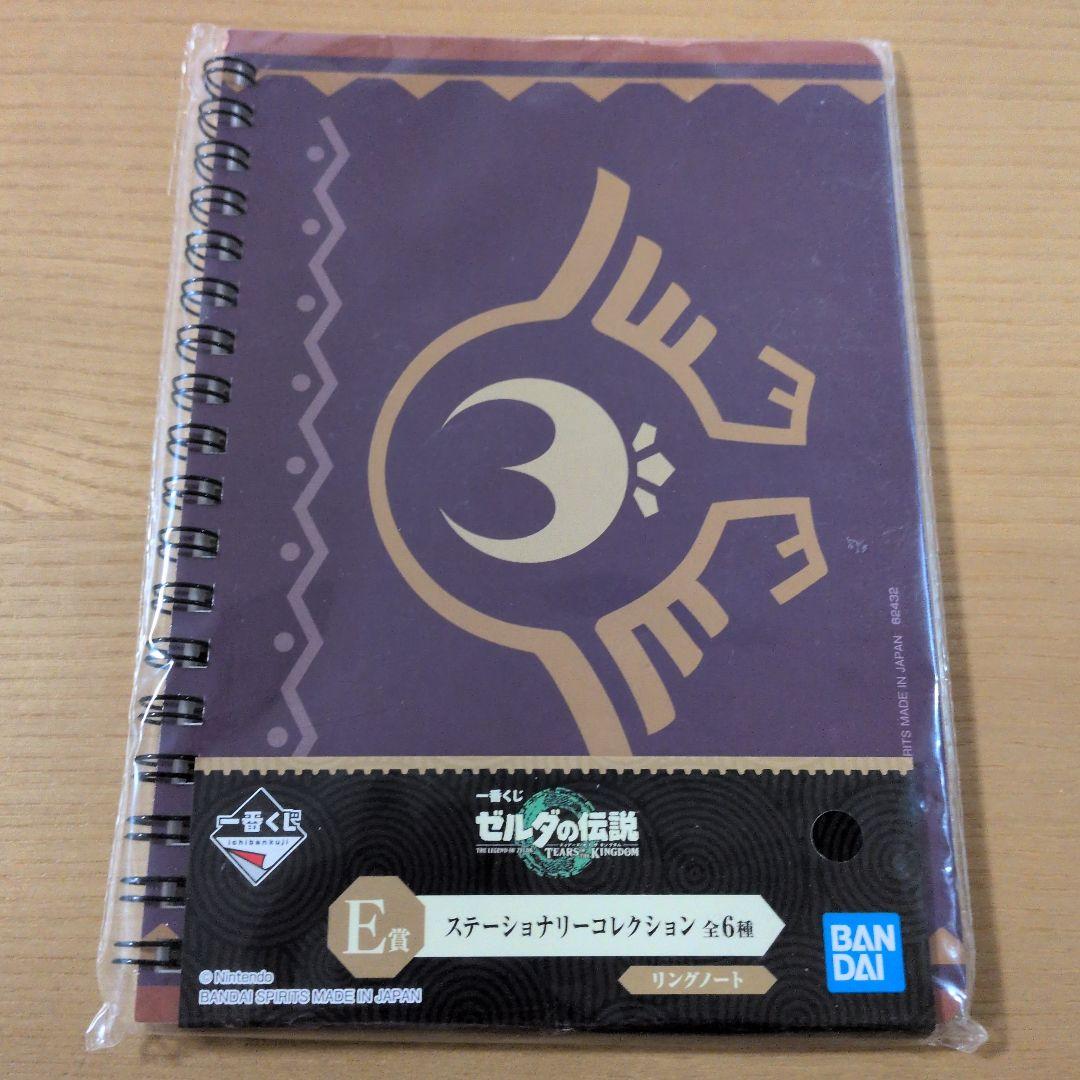 RITS MADE IN JAPAN 62432
一番くじ
ichibankuji
一番くじ
ゼルダの伝説
THE LEGEND OF ZELDA
TEARS OF THE KINGDOM
E賞
ステーショナリーコレクション 全6種
リングノート
BAN
DAI
© Nintendo
BANDAI SPIRITS MADE IN JAPAN